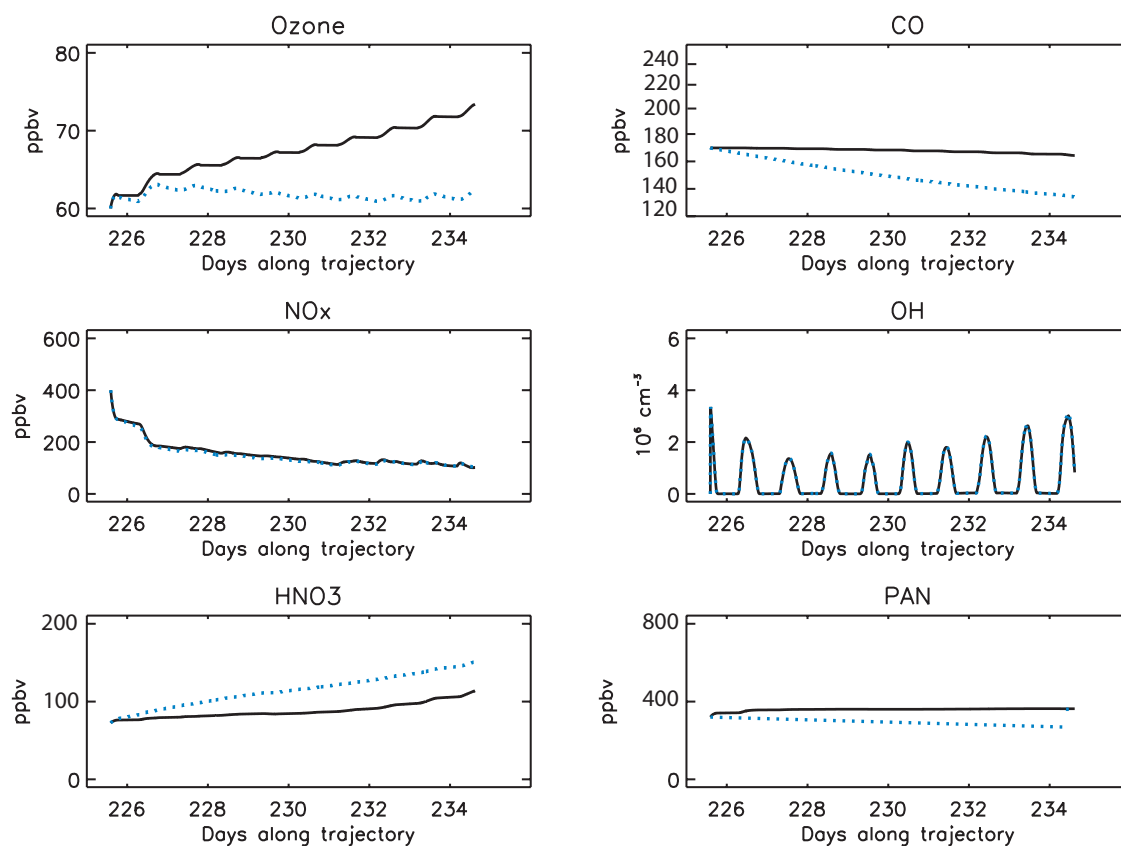 Ozone
80
70
60
ppbv
226 228 230 232 234
Days along trajectory
CO
240
220
200
180
160
140
120
ppbv
226 228 230 232 234
Days along trajectory
NOx
600
400
200
0
ppbv
226 228 230 232 234
Days along trajectory
OH
6
4
2
0
10⁶ cm⁻³
226 228 230 232 234
Days along trajectory
HNO3
200
100
0
ppbv
226 228 230 232 234
Days along trajectory
PAN
800
400
0
ppbv
226 228 230 232 234
Days along trajectory